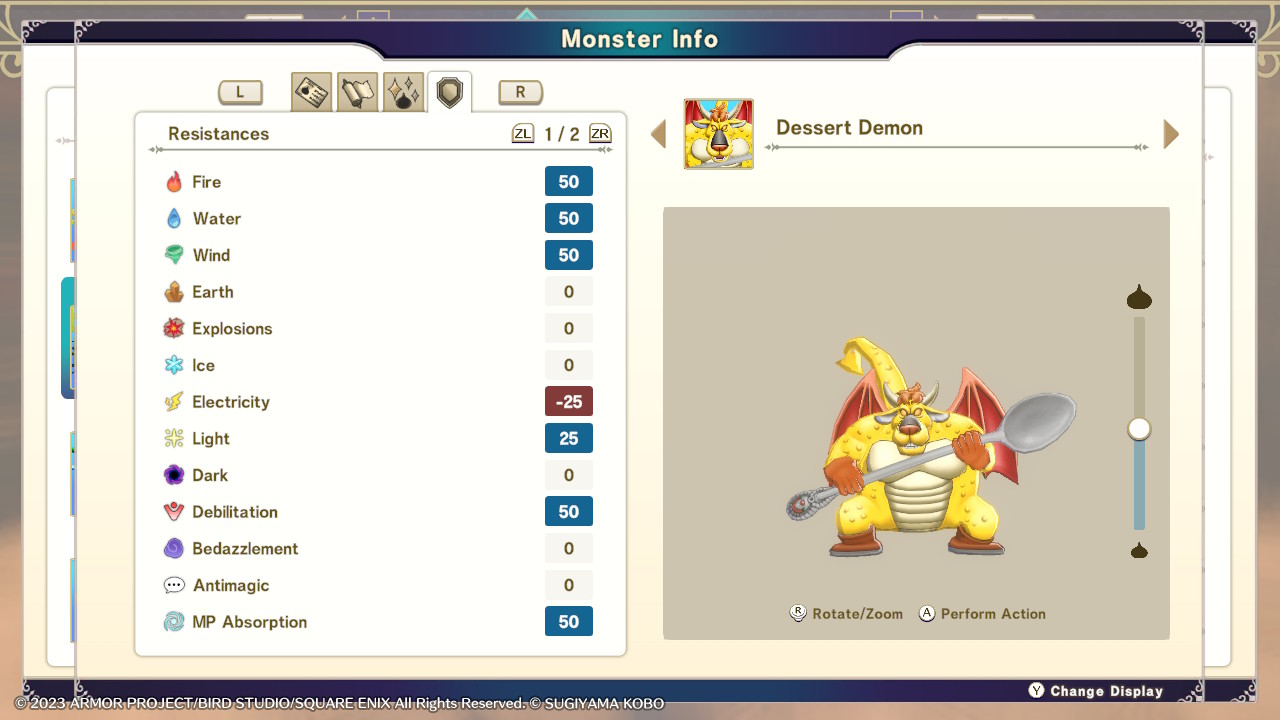 Monster Info
L
R
Resistances
ZL 1 / 2 ZR
Fire 50
Water 50
Wind 50
Earth 0
Explosions 0
Ice 0
Electricity -25
Light 25
Dark 0
Debilitation 50
Bedazzlement 0
Antimagic 0
MP Absorption 50
Dessert Demon
R Rotate/Zoom A Perform Action
Y Change Display
© 2023 ARMOR PROJECT/BIRD STUDIO/SQUARE ENIX All Rights Reserved. © SUGIYAMA KOBO